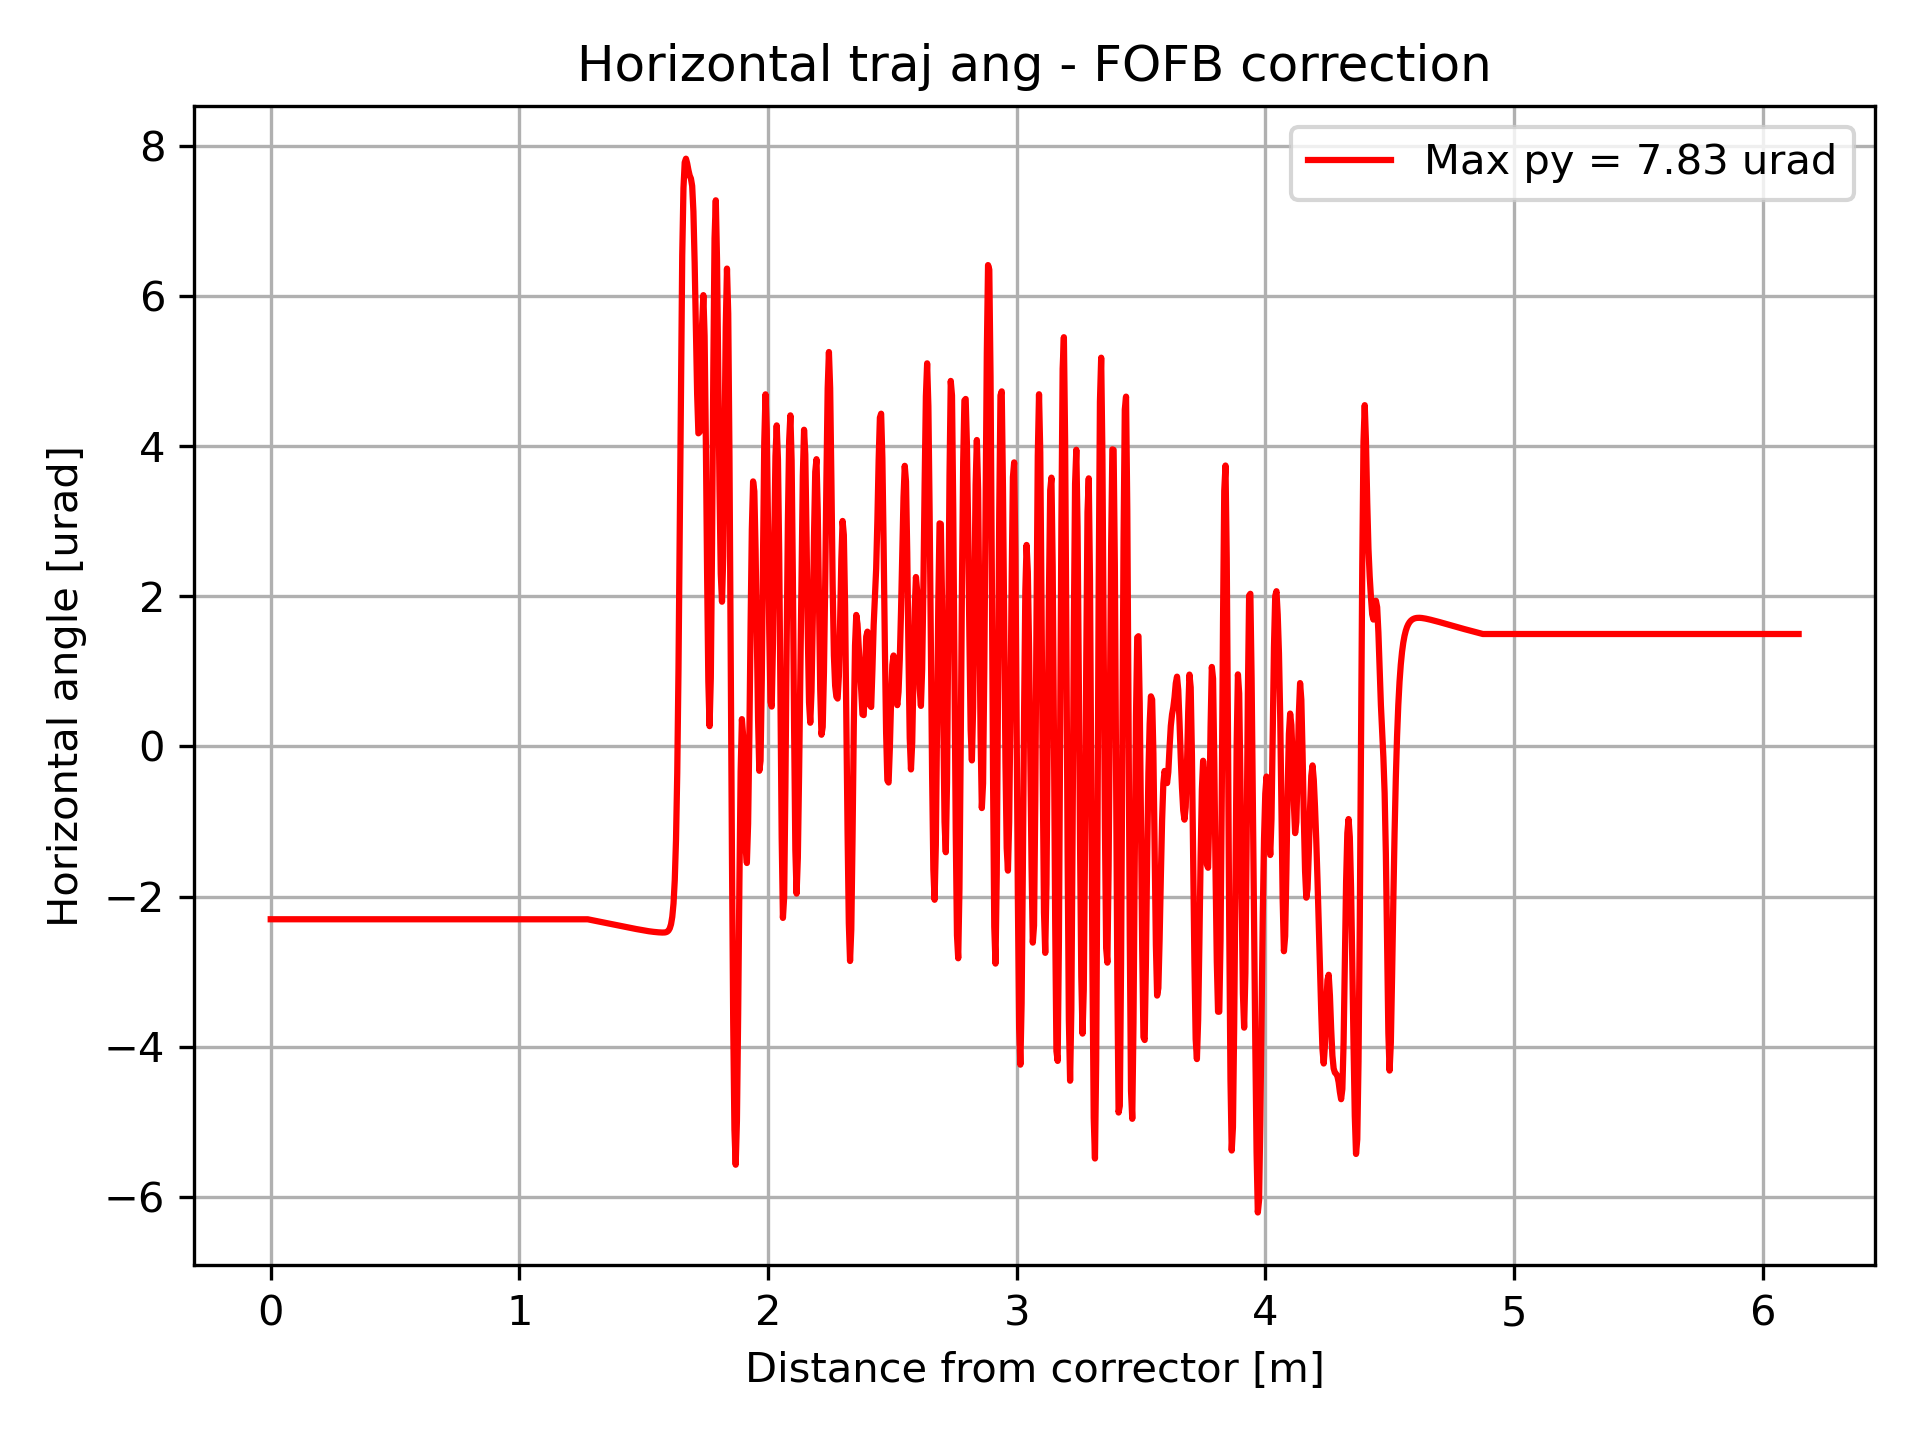 Horizontal traj ang - FOFB correction
Max py = 7.83 urad
Horizontal angle [urad]
8
6
4
2
0
−2
−4
−6
0 1 2 3 4 5 6
Distance from corrector [m]